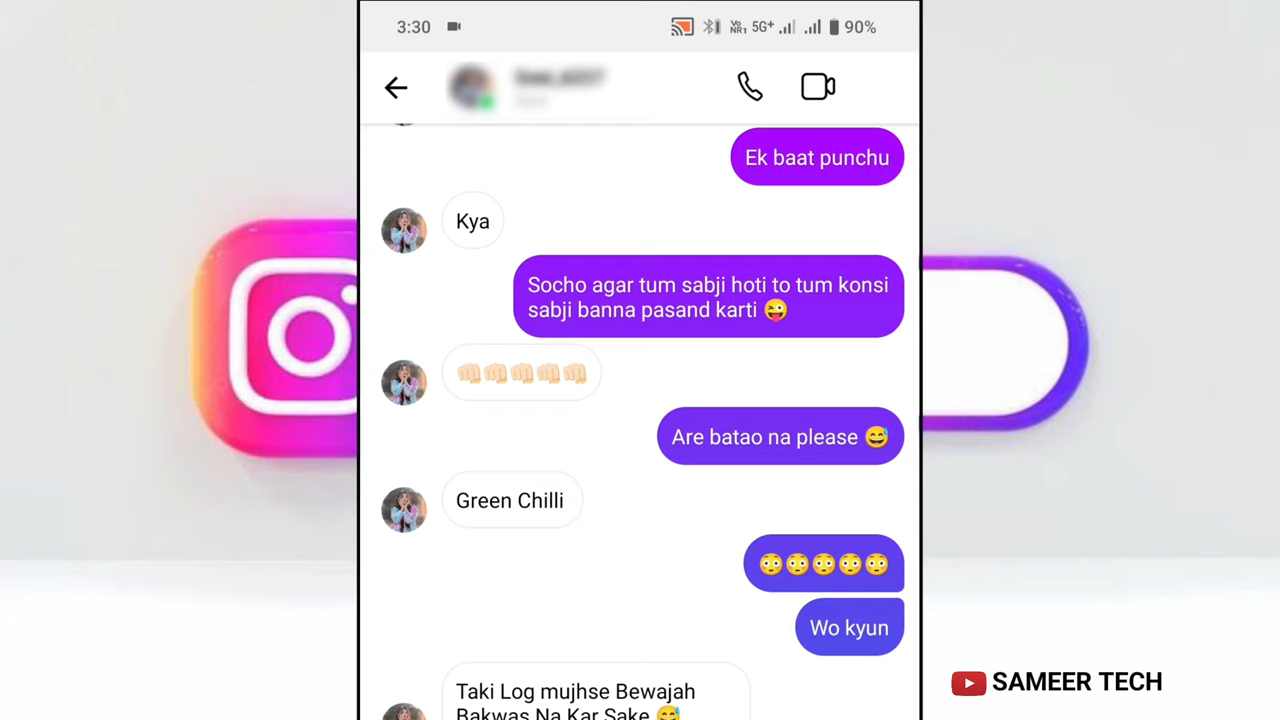 3:30
Vo
NR1
5G+
90%
Ek baat punchu
Kya
Socho agar tum sabji hoti to tum konsi
sabji banna pasand karti 😜
👊🏻👊🏻👊🏻👊🏻👊🏻
Are batao na please 😅
Green Chilli
😳😳😳😳😳
Wo kyun
Taki Log mujhse Bewajah
Bakwas Na Kar Sake 😅
SAMEER TECH